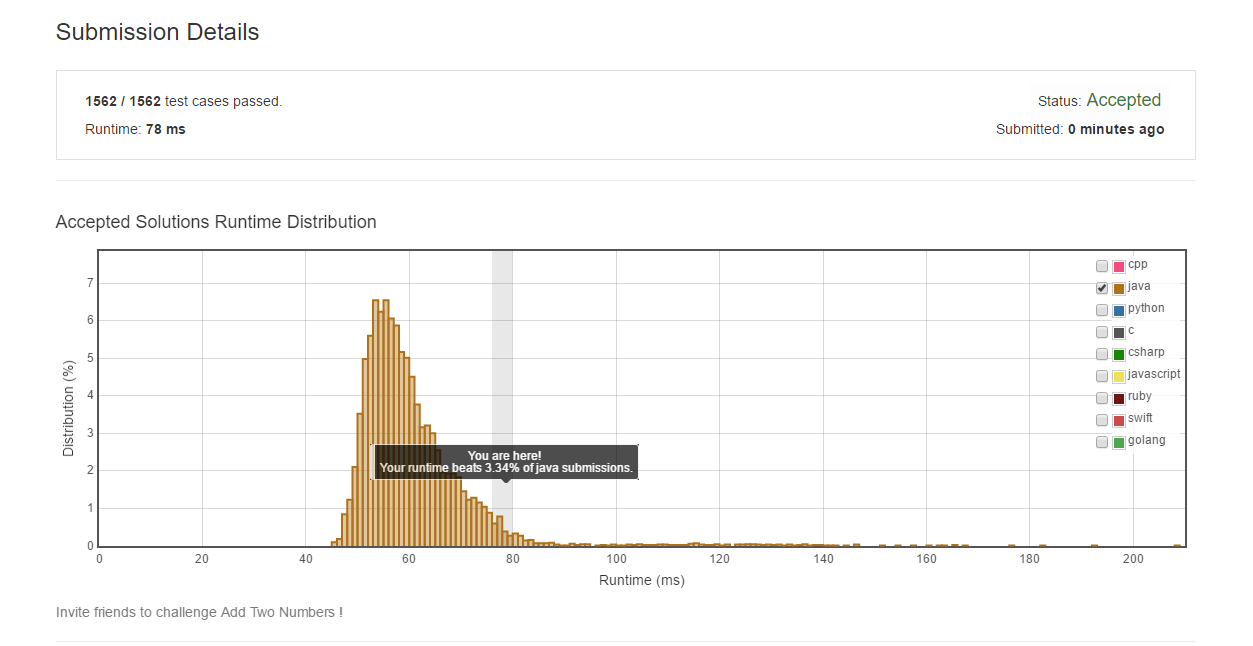 Submission Details
1562 / 1562 test cases passed.
Status: Accepted
Runtime: 78 ms
Submitted: 0 minutes ago
Accepted Solutions Runtime Distribution
cpp
java
python
c
csharp
javascript
ruby
swift
golang
Distribution (%)
7
6
5
4
3
2
1
0
You are here!
Your runtime beats 3.34% of java submissions.
0 20 40 60 80 100 120 140 160 180 200
Runtime (ms)
Invite friends to challenge Add Two Numbers !